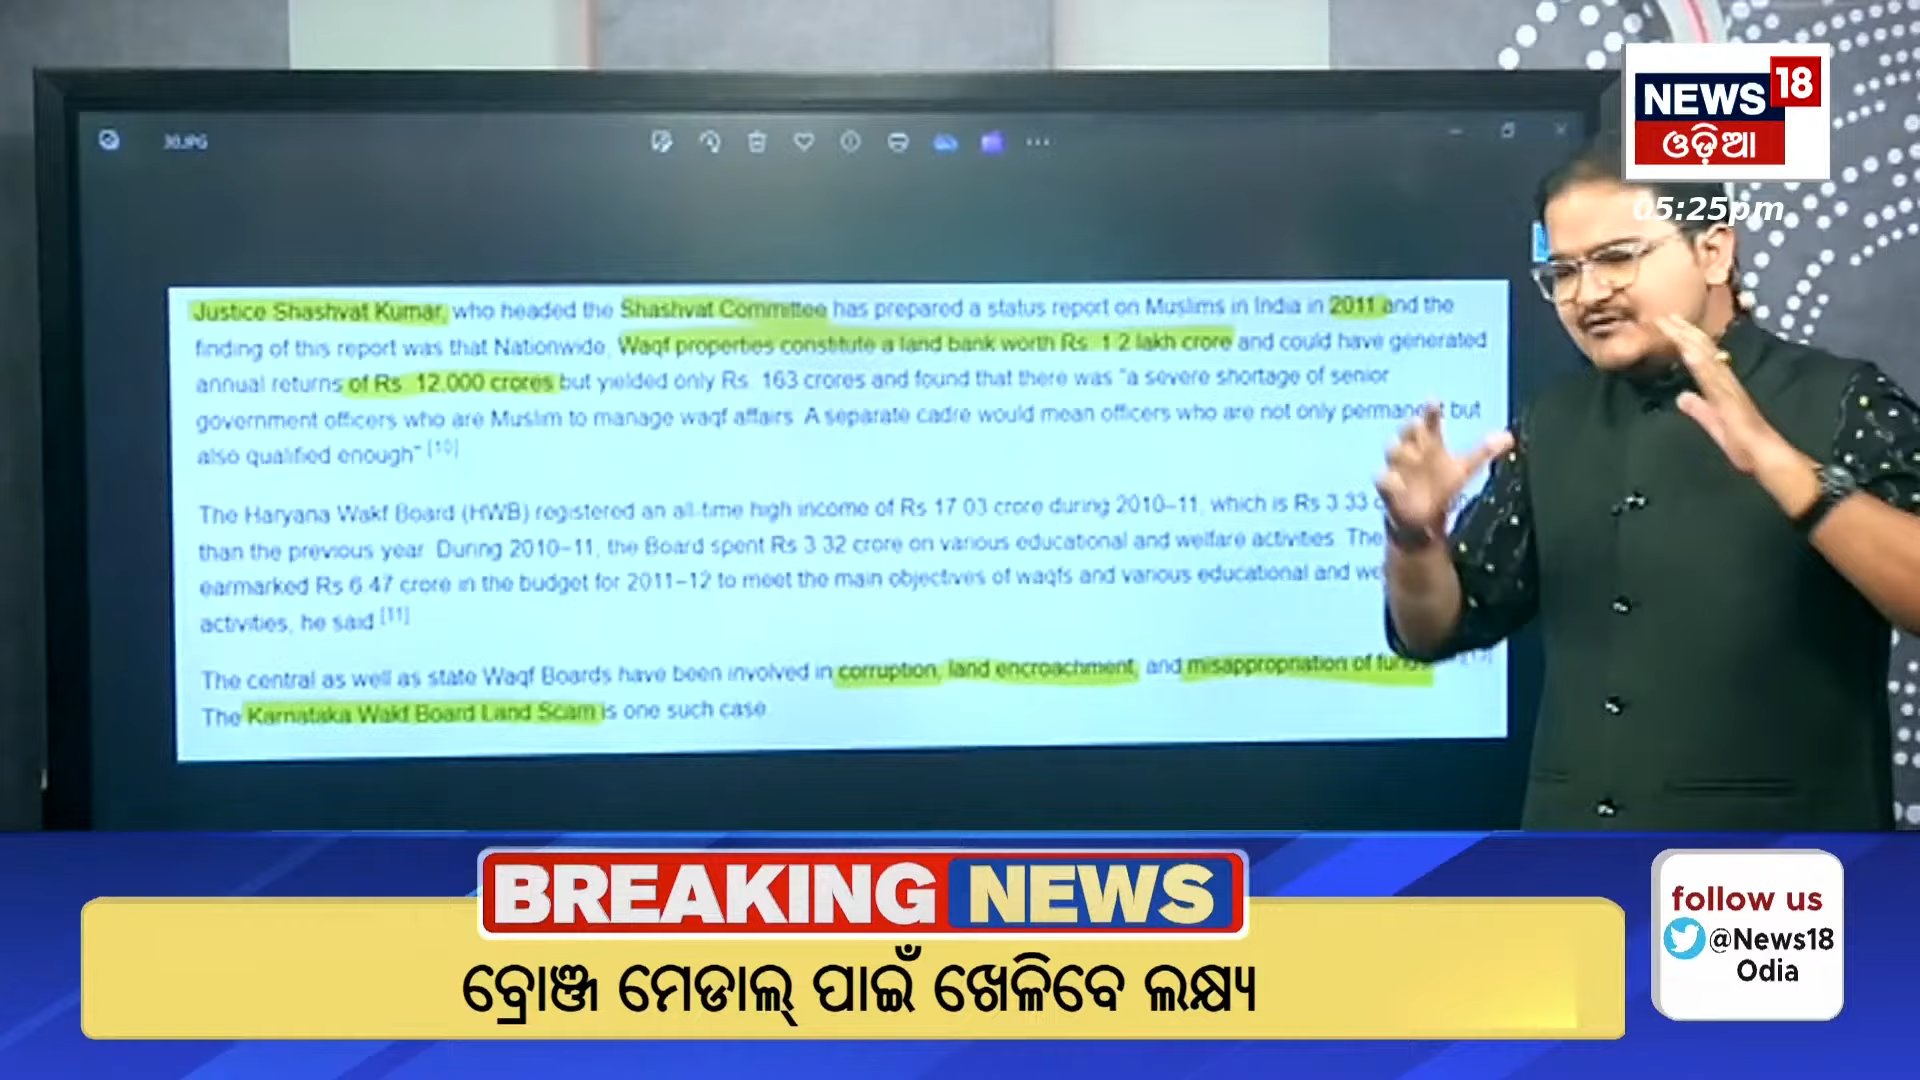 NEWS 18
ଓଡ଼ିଆ
05:25pm
30.JPG
Justice Shashvat Kumar, who headed the Shashvat Committee has prepared a status report on Muslims in India in 2011 and the
finding of this report was that Nationwide, Waqf properties constitute a land bank worth Rs. 1.2 lakh crore and could have generated
annual returns of Rs. 12,000 crores but yielded only Rs. 163 crores and found that there was "a severe shortage of senior
government officers who are Muslim to manage waqf affairs. A separate cadre would mean officers who are not only permanent but
also qualified enough" [10]
The Haryana Wakf Board (HWB) registered an all-time high income of Rs 17.03 crore during 2010–11, which is Rs 3.33
than the previous year. During 2010–11, the Board spent Rs 3.32 crore on various educational and welfare activities. The
earmarked Rs 6.47 crore in the budget for 2011–12 to meet the main objectives of waqfs and various educational and
activities, he said.[11]
The central as well as state Waqf Boards have been involved in corruption, land encroachment, and misappropriation of funds
The Karnataka Wakf Board Land Scam is one such case.
BREAKING NEWS
ବ୍ରୋଞ୍ଜ ମେଡାଲ୍ ପାଇଁ ଖେଳିବେ ଲକ୍ଷ୍ୟ
follow us
@News18
Odia